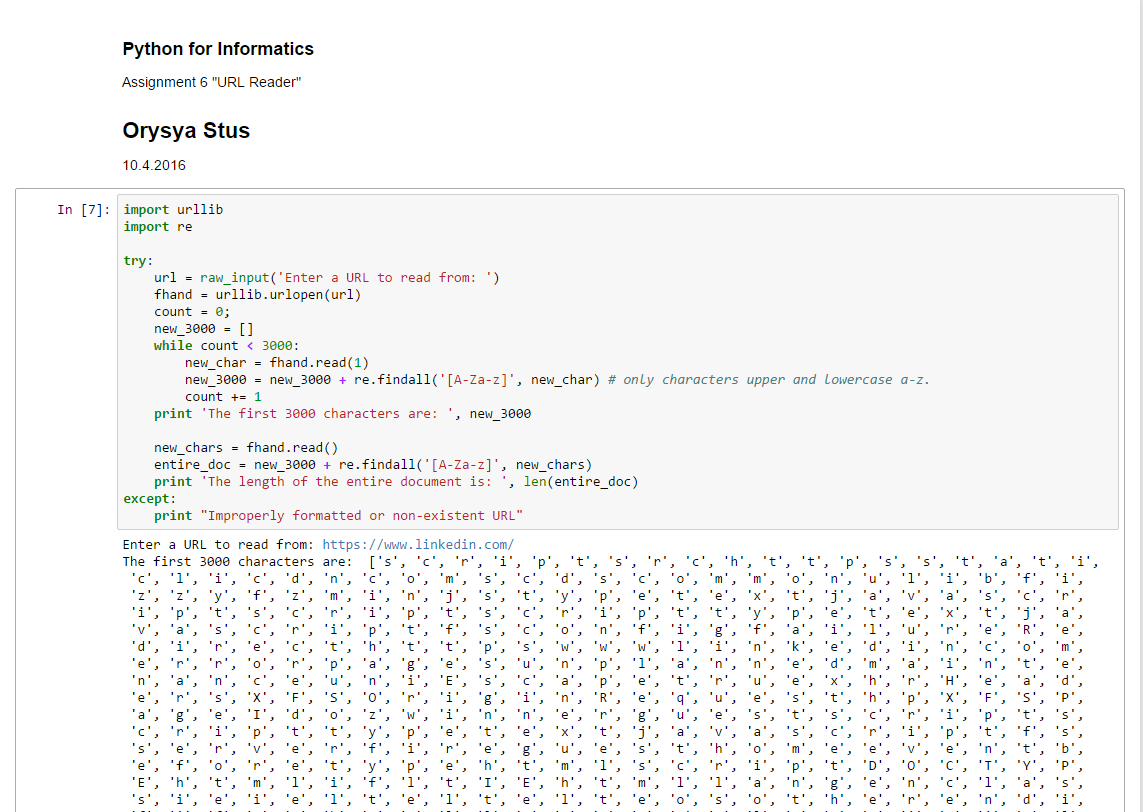 Python for Informatics
Assignment 6 "URL Reader"
Orysya Stus
10.4.2016
In [7]: import urllib
import re
try:
url = raw_input('Enter a URL to read from: ')
fhand = urllib.urlopen(url)
count = 0;
new_3000 = []
while count < 3000:
new_char = fhand.read(1)
new_3000 = new_3000 + re.findall('[A-Za-z]', new_char) # only characters upper and lowercase a-z.
count += 1
print 'The first 3000 characters are: ', new_3000
new_chars = fhand.read()
entire_doc = new_3000 + re.findall('[A-Za-z]', new_chars)
print 'The length of the entire document is: ', len(entire_doc)
except:
print "Improperly formatted or non-existent URL"
Enter a URL to read from: https://www.linkedin.com/
The first 3000 characters are:  ['s', 'c', 'r', 'i', 'p', 't', 's', 'r', 'c', 'h', 't', 't', 'p', 's', 's', 't', 'a', 't', 'i',
'c', 'l', 'i', 'c', 'd', 'n', 'c', 'o', 'm', 's', 'c', 'd', 's', 'c', 'o', 'm', 'm', 'o', 'n', 'u', 'l', 'i', 'b', 'f', 'i',
'z', 'z', 'y', 'f', 'z', 'm', 'i', 'n', 'j', 's', 't', 'y', 'p', 'e', 't', 'e', 'x', 't', 'j', 'a', 'v', 'a', 's', 'c', 'r',
'i', 'p', 't', 's', 'c', 'r', 'i', 'p', 't', 's', 'c', 'r', 'i', 'p', 't', 't', 'y', 'p', 'e', 't', 'e', 'x', 't', 'j', 'a',
'v', 'a', 's', 'c', 'r', 'i', 'p', 't', 'f', 's', 'c', 'o', 'n', 'f', 'i', 'g', 'f', 'a', 'i', 'l', 'u', 'r', 'e', 'R', 'e',
'd', 'i', 'r', 'e', 'c', 't', 'h', 't', 't', 'p', 's', 'w', 'w', 'w', 'l', 'i', 'n', 'k', 'e', 'd', 'i', 'n', 'c', 'o', 'm',
'e', 'r', 'r', 'o', 'r', 'p', 'a', 'g', 'e', 's', 'u', 'n', 'p', 'l', 'a', 'n', 'n', 'e', 'd', 'm', 'a', 'i', 'n', 't', 'e',
'n', 'a', 'n', 'c', 'e', 'u', 'n', 'i', 'E', 's', 'c', 'a', 'p', 'e', 't', 'r', 'u', 'e', 'x', 'h', 'r', 'H', 'e', 'a', 'd',
'e', 'r', 's', 'X', 'F', 'S', 'O', 'r', 'i', 'g', 'i', 'n', 'R', 'e', 'q', 'u', 'e', 's', 't', 'h', 'p', 'X', 'F', 'S', 'P',
'a', 'g', 'e', 'I', 'd', 'o', 'z', 'w', 'i', 'n', 'n', 'e', 'r', 'g', 'u', 'e', 's', 't', 's', 'c', 'r', 'i', 'p', 't', 's',
'c', 'r', 'i', 'p', 't', 't', 'y', 'p', 'e', 't', 'e', 'x', 't', 'j', 'a', 'v', 'a', 's', 'c', 'r', 'i', 'p', 't', 'f', 's',
's', 'e', 'r', 'v', 'e', 'r', 'f', 'i', 'r', 'e', 'g', 'u', 'e', 's', 't', 'h', 'o', 'm', 'e', 'e', 'v', 'e', 'n', 't', 'b',
'e', 'f', 'o', 'r', 'e', 't', 'y', 'p', 'e', 'h', 't', 'm', 'l', 's', 'c', 'r', 'i', 'p', 't', 'D', 'O', 'C', 'T', 'Y', 'P',
'E', 'h', 't', 'm', 'l', 'i', 'f', 'l', 't', 'I', 'E', 'h', 't', 'm', 'l', 'l', 'a', 'n', 'g', 'e', 'n', 'c', 'l', 'a', 's',
's', 'i', 'e', 'i', 'e', 'l', 't', 'e', 'l', 't', 'e', 'l', 't', 'e', 'o', 's', 'o', 't', 'h', 'e', 'r', 'e', 'n', 'd', 'i',